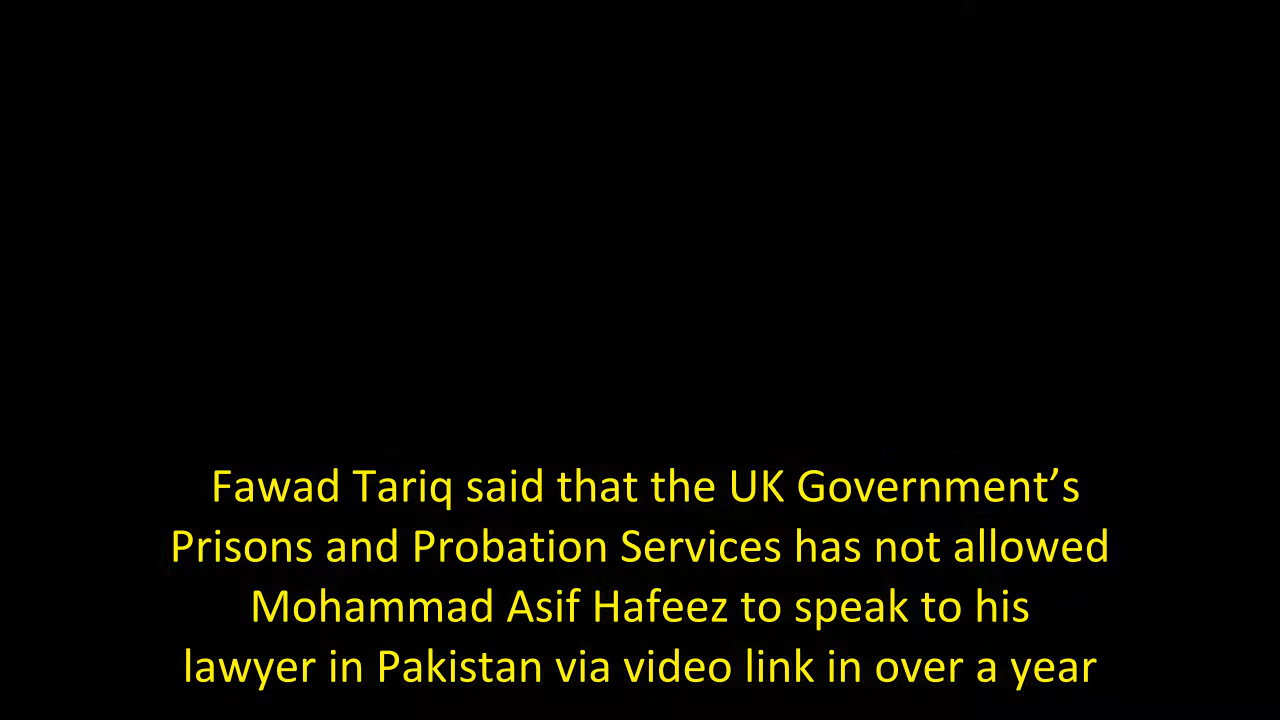 Fawad Tariq said that the UK Government’s
Prisons and Probation Services has not allowed
Mohammad Asif Hafeez to speak to his
lawyer in Pakistan via video link in over a year